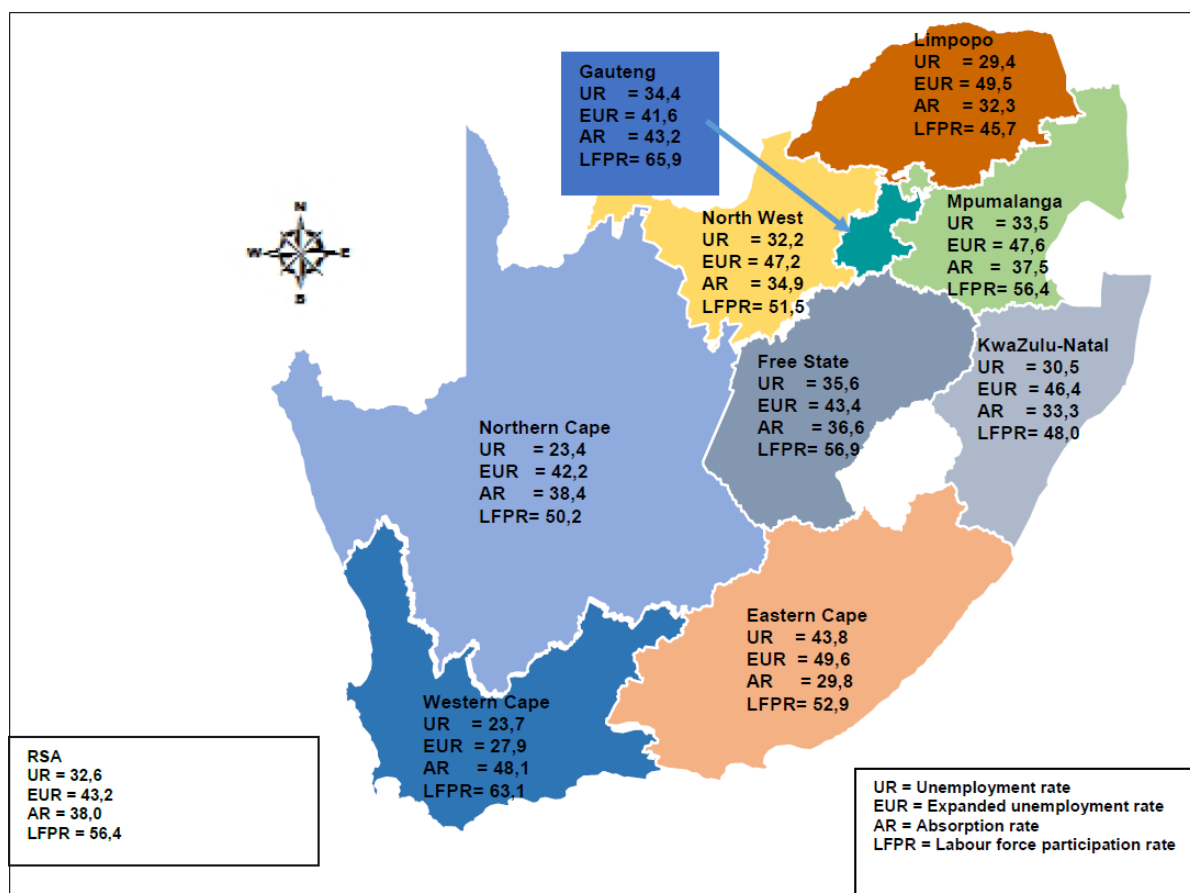 Limpopo
UR = 29,4
EUR = 49,5
AR = 32,3
LFPR= 45,7
Gauteng
UR = 34,4
EUR = 41,6
AR = 43,2
LFPR= 65,9
Mpumalanga
UR = 33,5
EUR = 47,6
AR = 37,5
LFPR= 56,4
North West
UR = 32,2
EUR = 47,2
AR = 34,9
LFPR= 51,5
N
W E
S
KwaZulu-Natal
UR = 30,5
EUR = 46,4
AR = 33,3
LFPR= 48,0
Free State
UR = 35,6
EUR = 43,4
AR = 36,6
LFPR= 56,9
Northern Cape
UR = 23,4
EUR = 42,2
AR = 38,4
LFPR= 50,2
Eastern Cape
UR = 43,8
EUR = 49,6
AR = 29,8
LFPR= 52,9
Western Cape
UR = 23,7
EUR = 27,9
AR = 48,1
LFPR= 63,1
RSA
UR = 32,6
EUR = 43,2
AR = 38,0
LFPR = 56,4
UR = Unemployment rate
EUR = Expanded unemployment rate
AR = Absorption rate
LFPR = Labour force participation rate